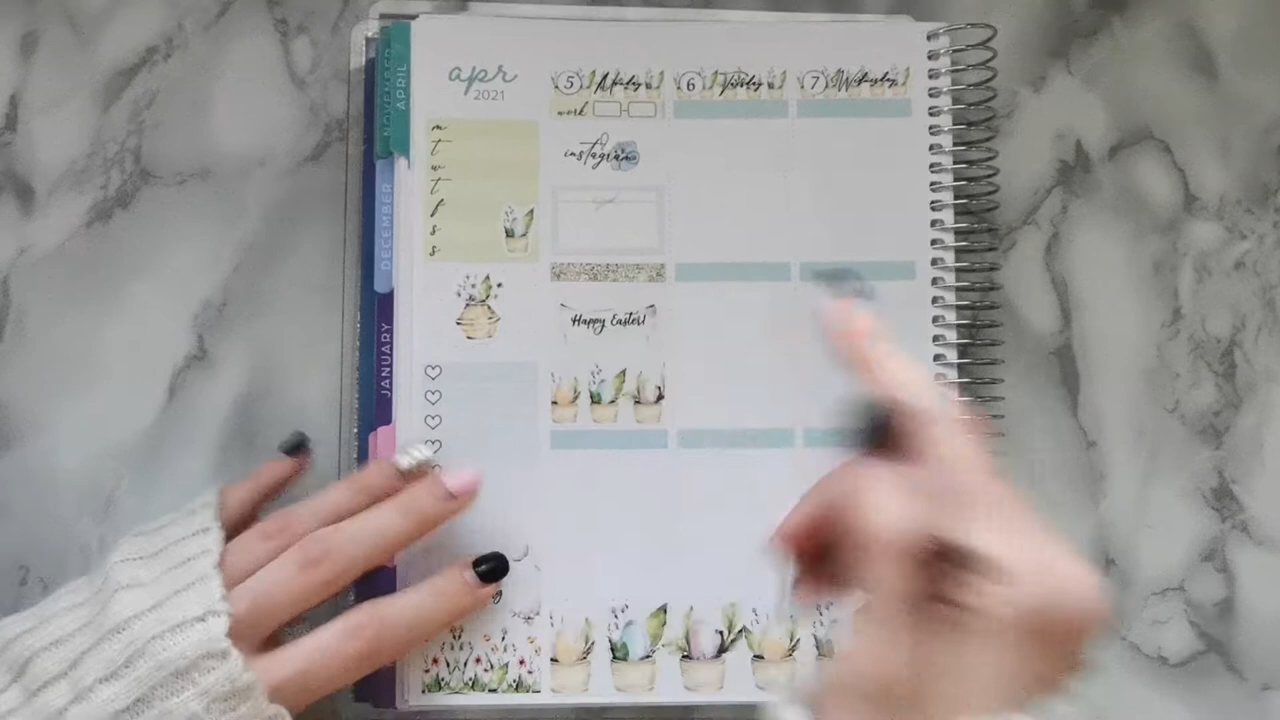 NOVEMBER
APRIL
DECEMBER
JANUARY
apr
2021
m
t
w
t
f
s
s
5 Monday
work
instagram
Happy Easter!
6 Tuesday
7 Wednesday